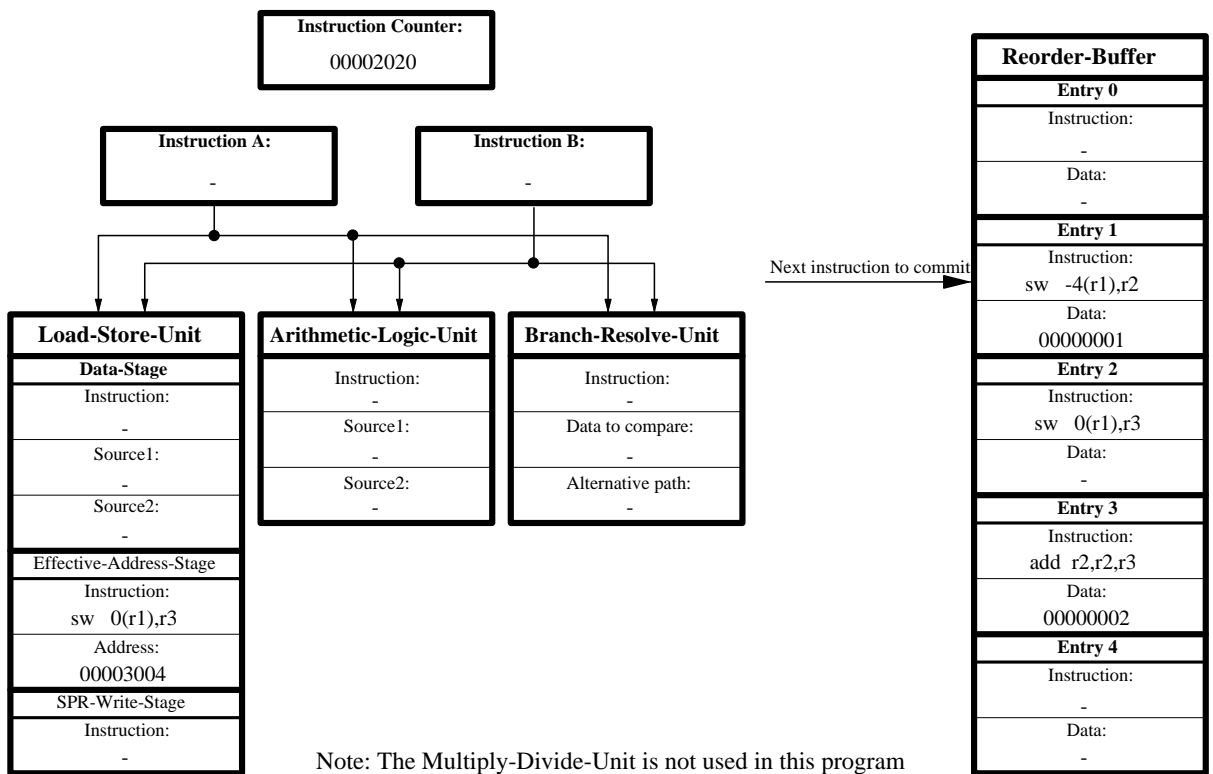 Instruction Counter:
00002020
Instruction A:
-
Instruction B:
-
Load-Store-Unit
Data-Stage
Instruction:
-
Source1:
-
Source2:
-
Effective-Address-Stage
Instruction:
sw 0(r1),r3
Address:
00003004
SPR-Write-Stage
Instruction:
-
Arithmetic-Logic-Unit
Instruction:
-
Source1:
-
Source2:
-
Branch-Resolve-Unit
Instruction:
-
Data to compare:
-
Alternative path:
-
Next instruction to commit
Reorder-Buffer
Entry 0
Instruction:
-
Data:
-
Entry 1
Instruction:
sw -4(r1),r2
Data:
00000001
Entry 2
Instruction:
sw 0(r1),r3
Data:
-
Entry 3
Instruction:
add r2,r2,r3
Data:
00000002
Entry 4
Instruction:
-
Data:
-
Note: The Multiply-Divide-Unit is not used in this program